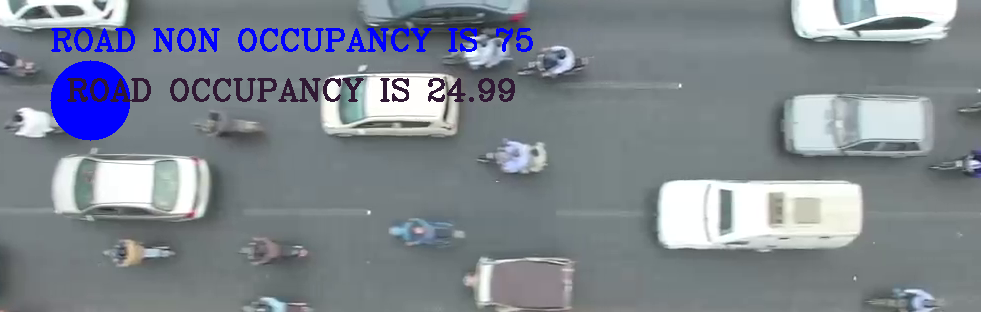 ROAD NON OCCUPANCY IS 75
ROAD OCCUPANCY IS 24.99